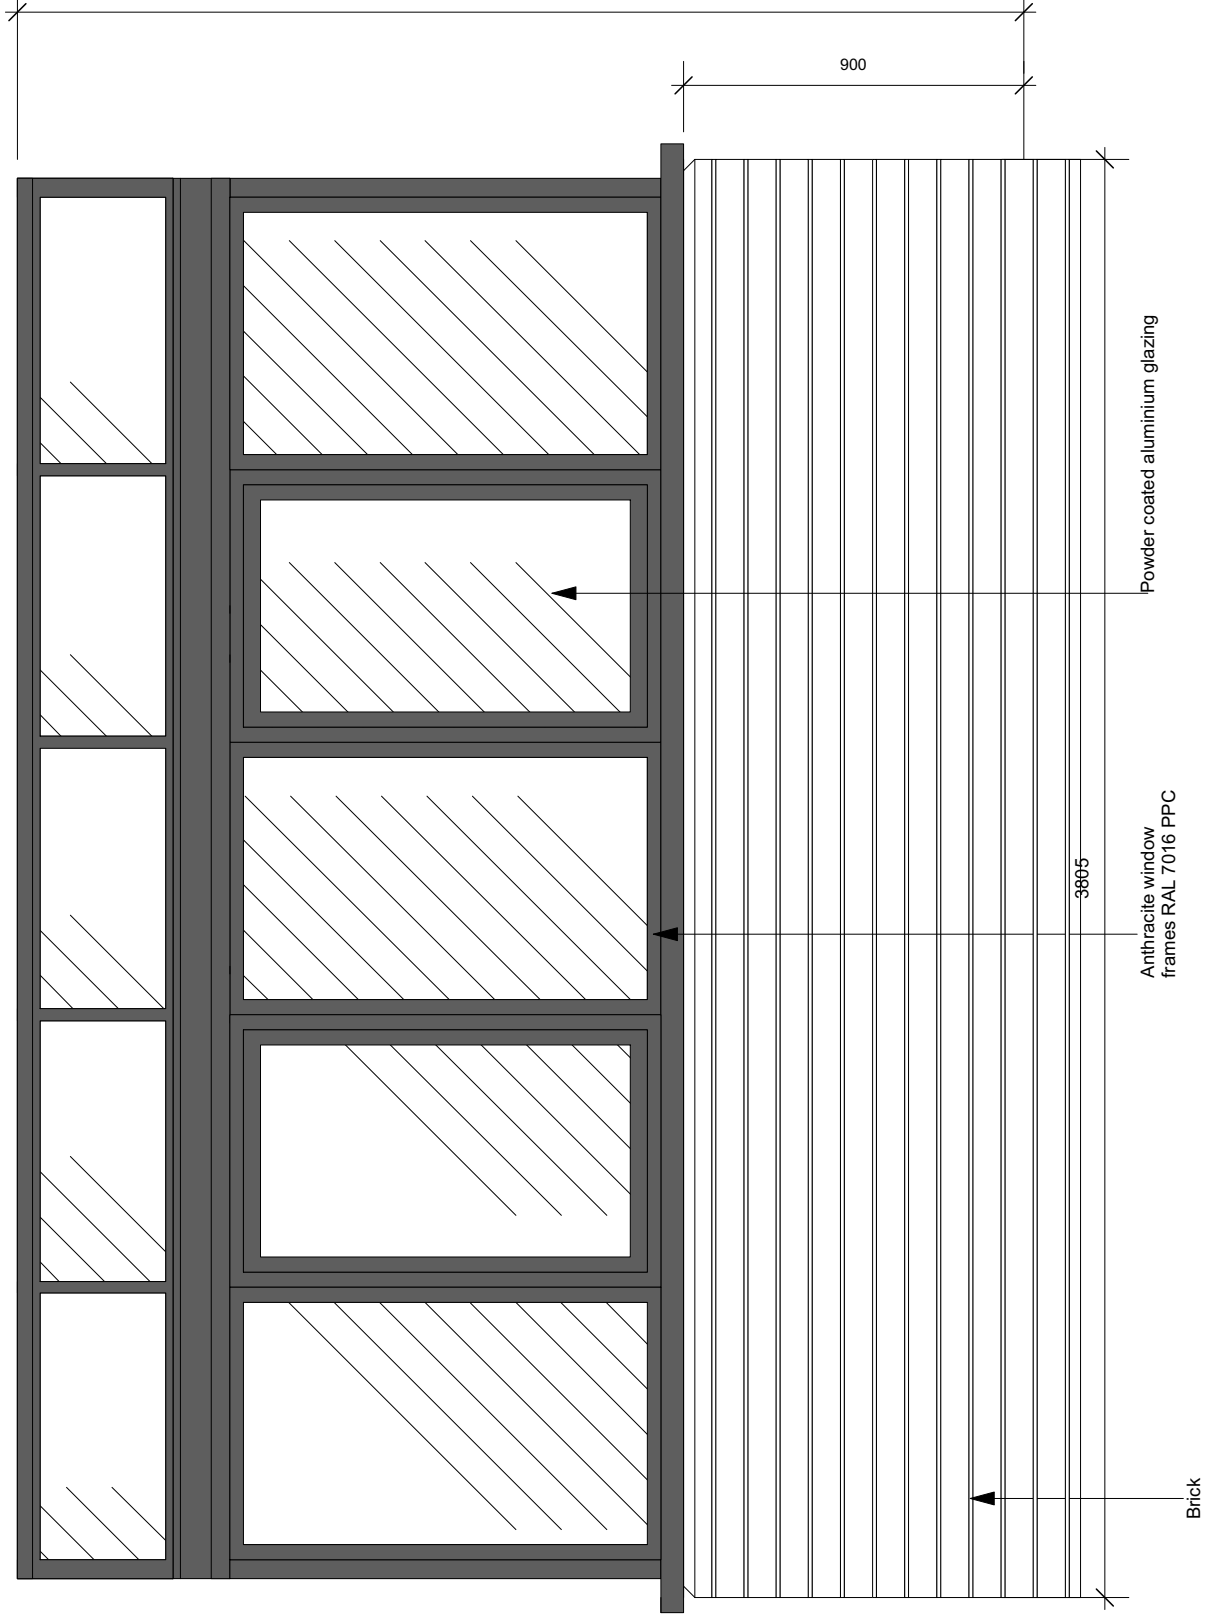 900
Powder coated aluminium glazing
Anthracite window
frames RAL 7016 PPC
3805
Brick